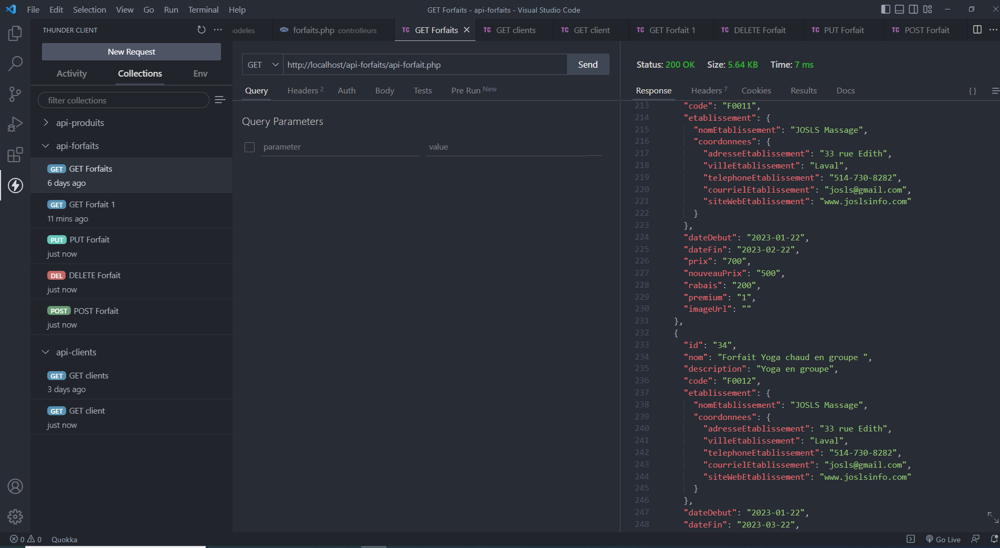 File Edit Selection View Go Run Terminal Help
GET Forfaits - api-forfaits - Visual Studio Code
THUNDER CLIENT
New Request
Activity Collections Env
filter collections
api-produits
api-forfaits
GET GET Forfaits
6 days ago
GET GET Forfait 1
11 mins ago
PUT PUT Forfait
just now
DEL DELETE Forfait
just now
POST POST Forfait
just now
api-clients
GET GET clients
3 days ago
GET GET client
just now
odeles forfaits.php controlleurs TC GET Forfaits TC GET clients TC GET client TC GET Forfait 1 TC DELETE Forfait TC PUT Forfait TC POST Forfait
GET http://localhost/api-forfaits/api-forfait.php Send
Query Headers 2 Auth Body Tests Pre Run New
Query Parameters
parameter value
Status: 200 OK Size: 5.64 KB Time: 7 ms
Response Headers 7 Cookies Results Docs { }
213 "code": "F0011",
214 "etablissement": {
215 "nomEtablissement": "JOSLS Massage",
216 "coordonnees": {
217 "adresseEtablissement": "33 rue Edith",
218 "villeEtablissement": "Laval",
219 "telephoneEtablissement": "514-730-8282",
220 "courrielEtablissement": "josls@gmail.com",
221 "siteWebEtablissement": "www.joslsinfo.com"
222 }
223 },
224 "dateDebut": "2023-01-22",
225 "dateFin": "2023-02-22",
226 "prix": "700",
227 "nouveauPrix": "500",
228 "rabais": "200",
229 "premium": "1",
230 "imageUrl": ""
231 },
232 {
233 "id": "34",
234 "nom": "Forfait Yoga chaud en groupe ",
235 "description": "Yoga en groupe",
236 "code": "F0012",
237 "etablissement": {
238 "nomEtablissement": "JOSLS Massage",
239 "coordonnees": {
240 "adresseEtablissement": "33 rue Edith",
241 "villeEtablissement": "Laval",
242 "telephoneEtablissement": "514-730-8282",
243 "courrielEtablissement": "josls@gmail.com",
244 "siteWebEtablissement": "www.joslsinfo.com"
245 }
246 },
247 "dateDebut": "2023-01-22",
248 "dateFin": "2023-03-22",
0 0 Quokka
Go Live